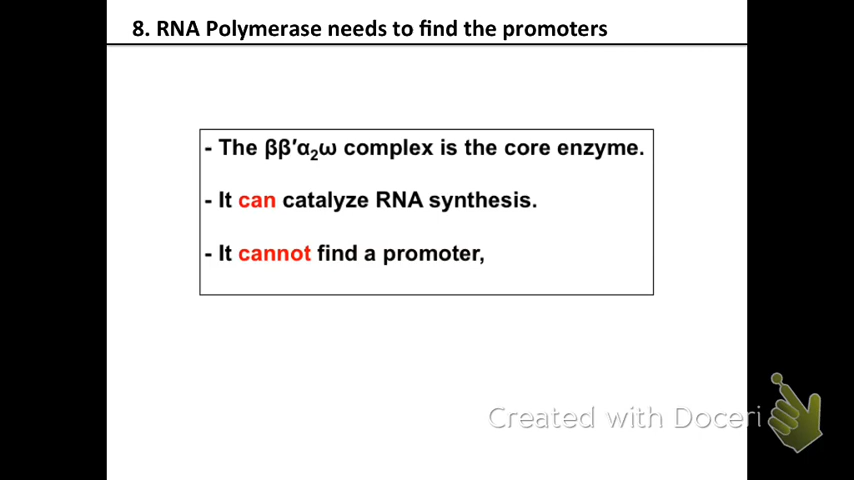 8. RNA Polymerase needs to find the promoters
- The ββ′α₂ω complex is the core enzyme.
- It can catalyze RNA synthesis.
- It cannot find a promoter,
Created with Doceri